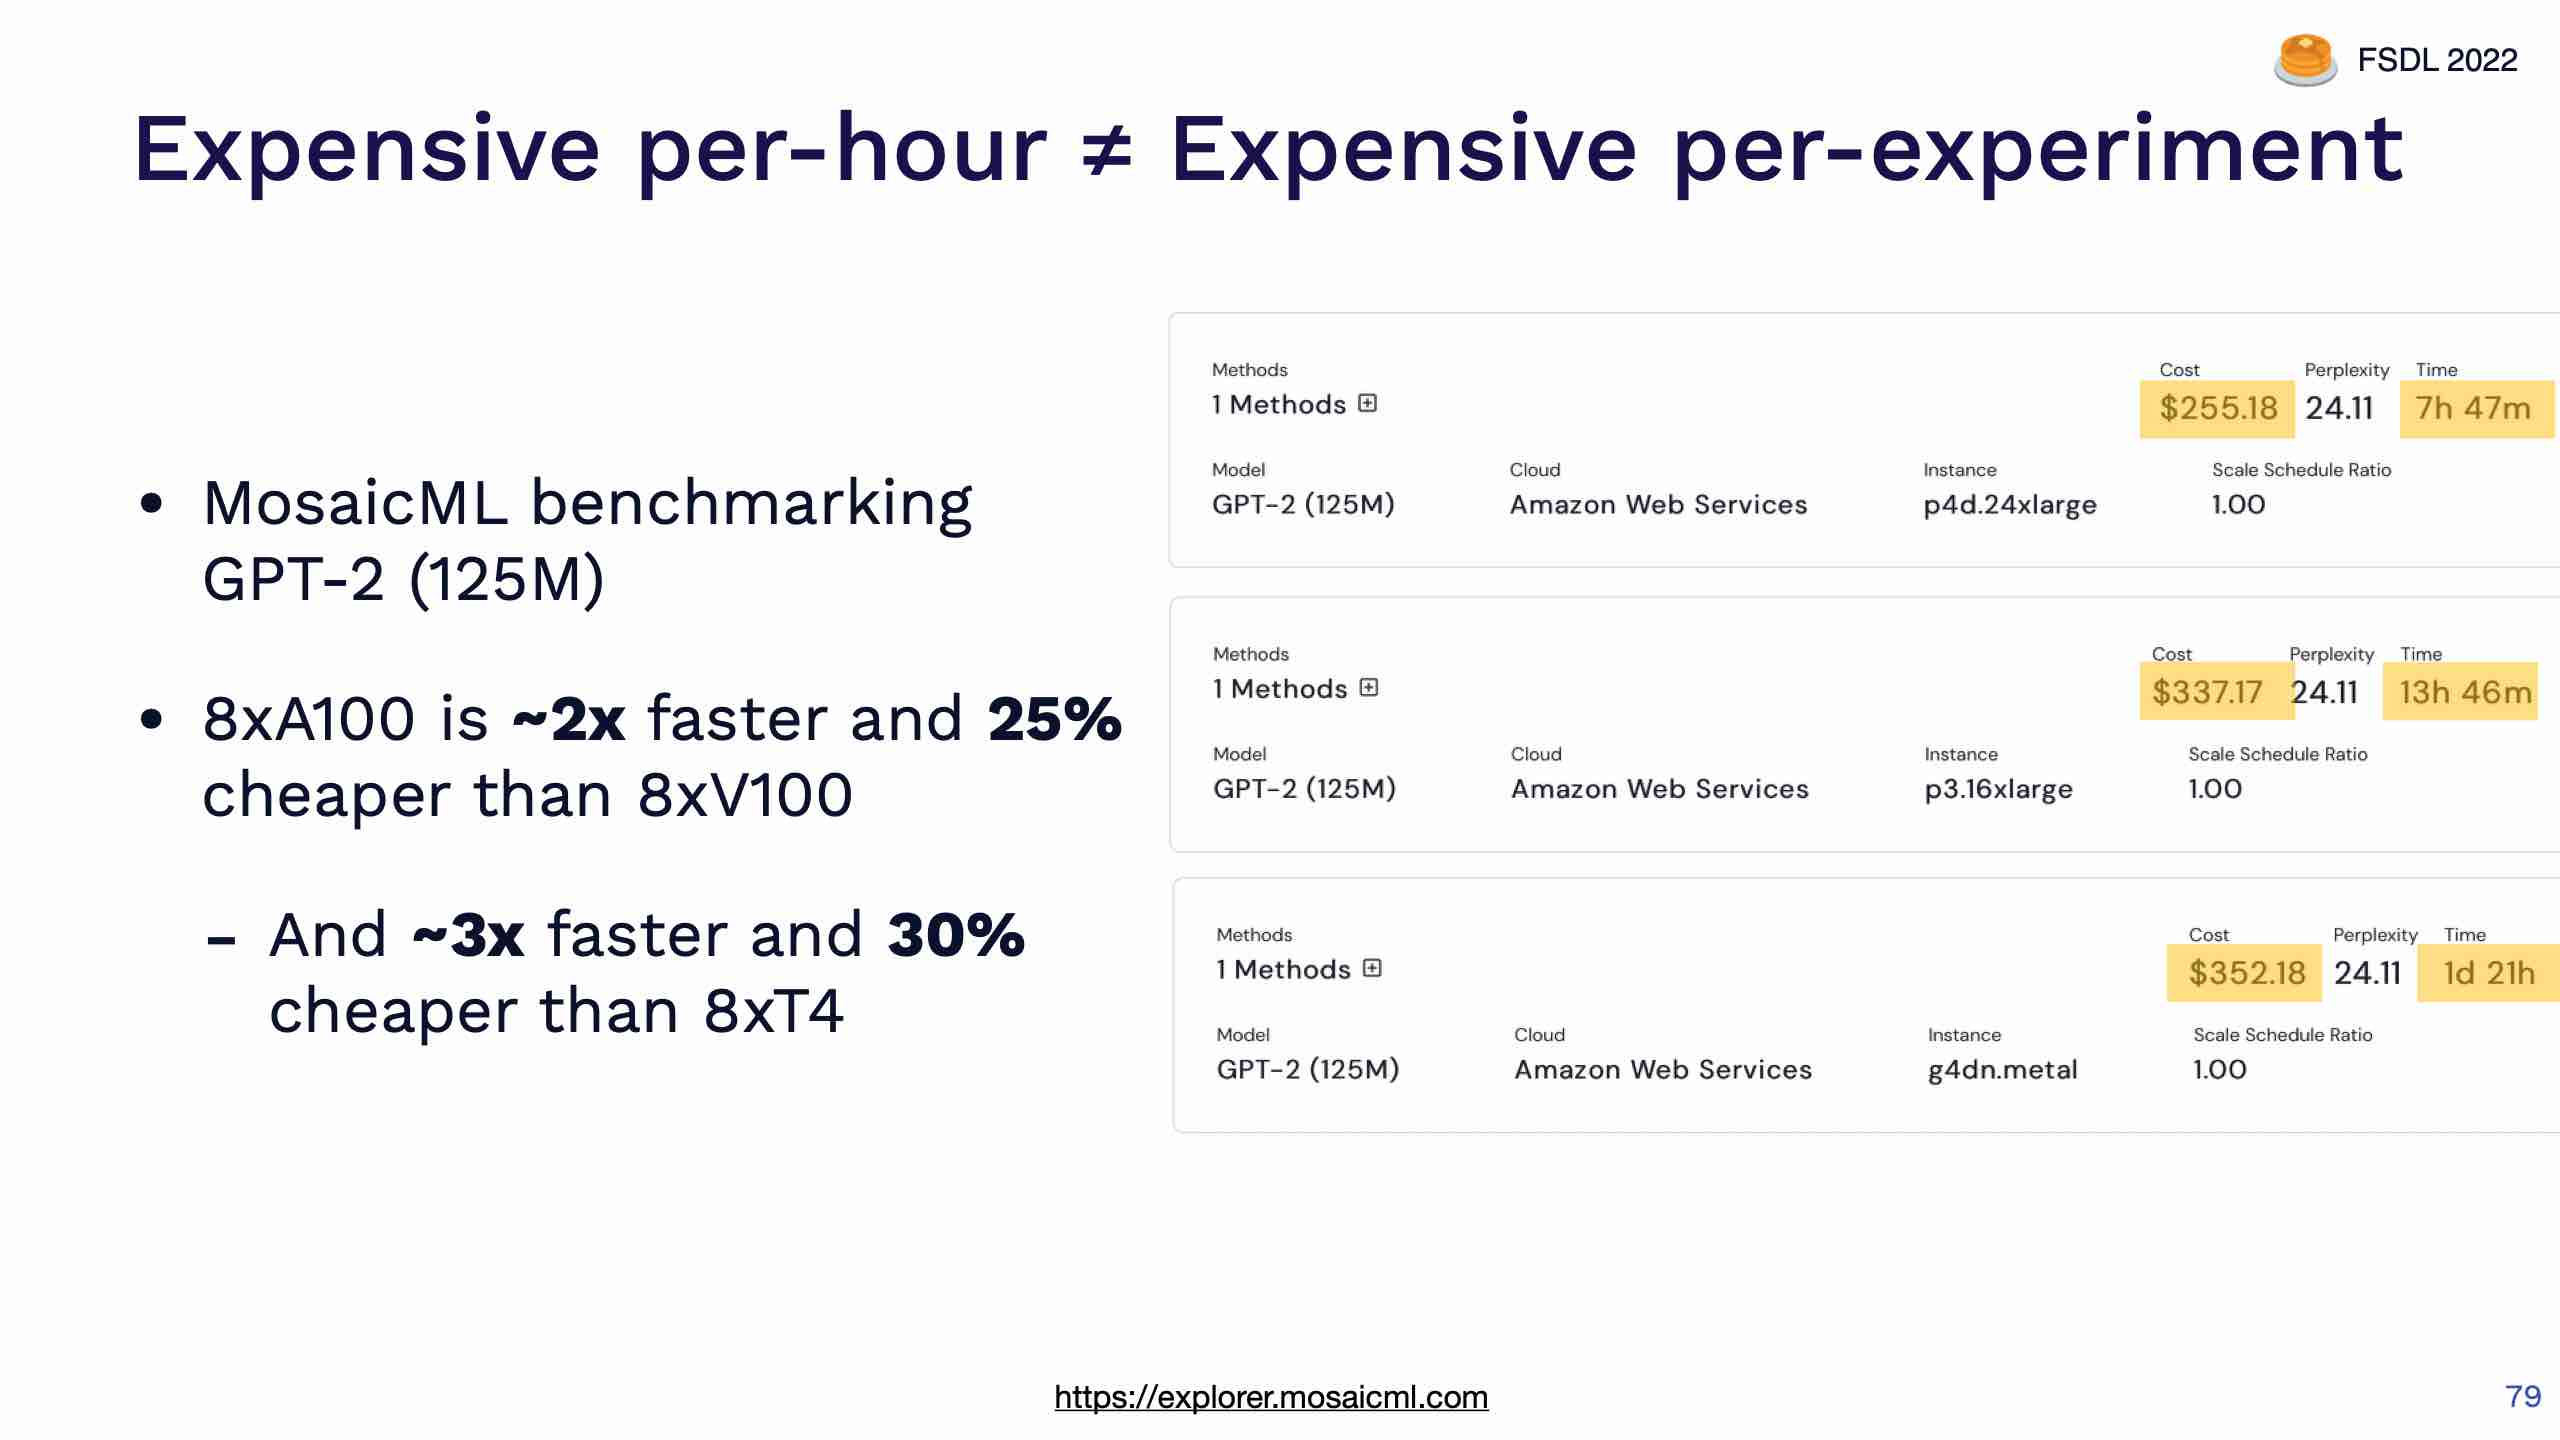 FSDL 2022
Expensive per-hour ≠ Expensive per-experiment
• MosaicML benchmarking
GPT-2 (125M)
• 8xA100 is ~2x faster and 25%
cheaper than 8xV100
- And ~3x faster and 30%
cheaper than 8xT4
Methods Cost Perplexity Time
1 Methods $255.18 24.11 7h 47m
Model Cloud Instance Scale Schedule Ratio
GPT-2 (125M) Amazon Web Services p4d.24xlarge 1.00
Methods Cost Perplexity Time
1 Methods $337.17 24.11 13h 46m
Model Cloud Instance Scale Schedule Ratio
GPT-2 (125M) Amazon Web Services p3.16xlarge 1.00
Methods Cost Perplexity Time
1 Methods $352.18 24.11 1d 21h
Model Cloud Instance Scale Schedule Ratio
GPT-2 (125M) Amazon Web Services g4dn.metal 1.00
https://explorer.mosaicml.com
79